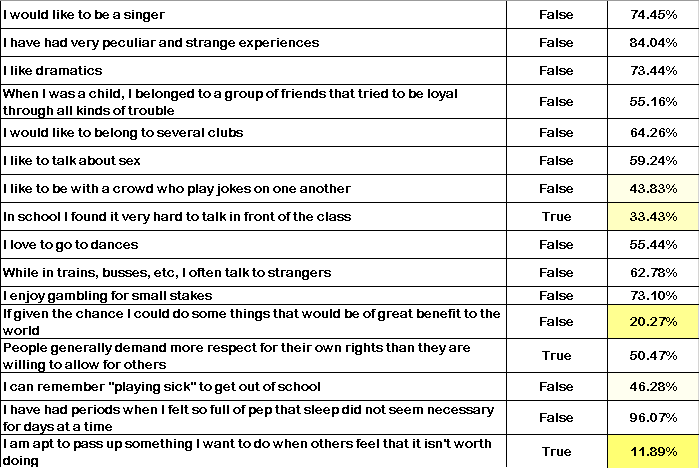 I would like to be a singer False 74.45%
I have had very peculiar and strange experiences False 84.04%
I like dramatics False 73.44%
When I was a child, I belonged to a group of friends that tried to be loyal
through all kinds of trouble False 55.16%
I would like to belong to several clubs False 64.26%
I like to talk about sex False 59.24%
I like to be with a crowd who play jokes on one another False 43.83%
In school I found it very hard to talk in front of the class True 33.43%
I love to go to dances False 55.44%
While in trains, busses, etc, I often talk to strangers False 62.78%
I enjoy gambling for small stakes False 73.10%
If given the chance I could do some things that would be of great benefit to the
world False 20.27%
People generally demand more respect for their own rights than they are
willing to allow for others True 50.47%
I can remember "playing sick" to get out of school False 46.28%
I have had periods when I felt so full of pep that sleep did not seem necessary
for days at a time False 96.07%
I am apt to pass up something I want to do when others feel that it isn't worth
doing True 11.89%